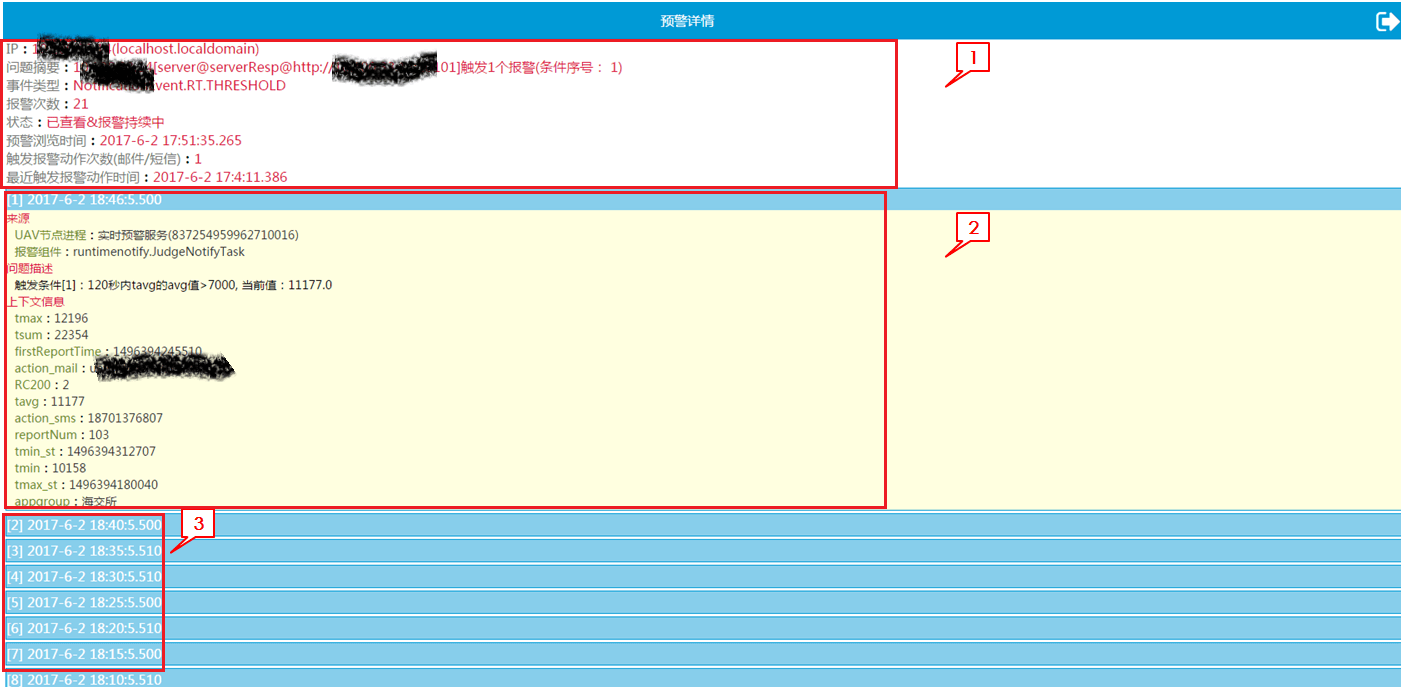 预警详情
IP：1 (localhost.localdomain)
1
问题摘要：1 4[server@serverResp@http:/ 101]触发1个报警(条件序号： 1)
事件类型：Notific vent.RT.THRESHOLD
报警次数：21
状态：已查看&报警持续中
预警浏览时间：2017-6-2 17:51:35.265
触发报警动作次数(邮件/短信)：1
最近触发报警动作时间：2017-6-2 17:4:11.386
[1] 2017-6-2 18:46:5.500
来源
2
UAV节点进程：实时预警服务(837254959962710016)
报警组件：runtimenotify.JudgeNotifyTask
问题描述
触发条件[1]：120秒内tavg的avg值>7000, 当前值：11177.0
上下文信息
tmax：12196
tsum：22354
firstReportTime：1496394245510
action_mail：
RC200：2
tavg：11177
action_sms：18701376807
reportNum：103
tmin_st：1496394312707
tmin：10158
tmax_st：1496394180040
appgroup：海交所
[2] 2017-6-2 18:40:5.500
3
[3] 2017-6-2 18:35:5.510
[4] 2017-6-2 18:30:5.510
[5] 2017-6-2 18:25:5.500
[6] 2017-6-2 18:20:5.510
[7] 2017-6-2 18:15:5.500
[8] 2017-6-2 18:10:5.510